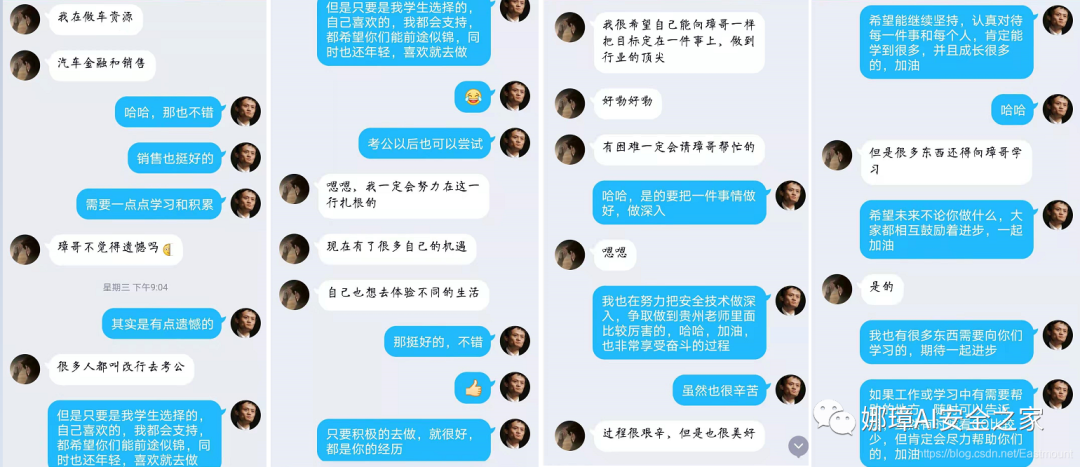 我在做车资源
汽车金融和销售
哈哈，那也不错
销售也挺好的
需要一点点学习和积累
璋哥不觉得遗憾吗
星期三 下午9:04
其实是有点遗憾的
很多人都叫改行去考公
但是只要是我学生选择的，
自己喜欢的，我都会支持，
都希望你们能前途似锦，同
时也还年轻，喜欢就去做
但是只要是我学生选择的，
自己喜欢的，我都会支持，
都希望你们能前途似锦，同
时也还年轻，喜欢就去做
考公以后也可以尝试
嗯嗯，我一定会努力在这一
行扎根的
现在有了很多自己的机遇
自己也想去体验不同的生活
那挺好的，不错
只要积极的去做，就很好，
都是你的经历
我很希望自己能向璋哥一样
把目标定在一件事上，做到
行业的顶尖
好嘞好嘞
有困难一定会请璋哥帮忙的
哈哈，是的要把一件事情做
好，做深入
嗯嗯
我也在努力把安全技术做深
入，争取做到贵州老师里面
比较厉害的，哈哈，加油，
也非常享受奋斗的过程
虽然也很辛苦
过程很艰辛，但是也很美好
希望能继续坚持，认真对待
每一件事和每个人，肯定能
学到很多，并且成长很多
的，加油
哈哈
但是很多东西还得向璋哥学
习
希望未来不论你做什么，大
家都相互鼓励着进步，一起
加油
是的
我也有很多东西需要向你们
学习的，期待一起进步
如果工作或学习中有需要帮
少，但肯定会尽力帮助你们
的，加油
娜璋AI安全之家
https://blog.csdn.net/Eastmount